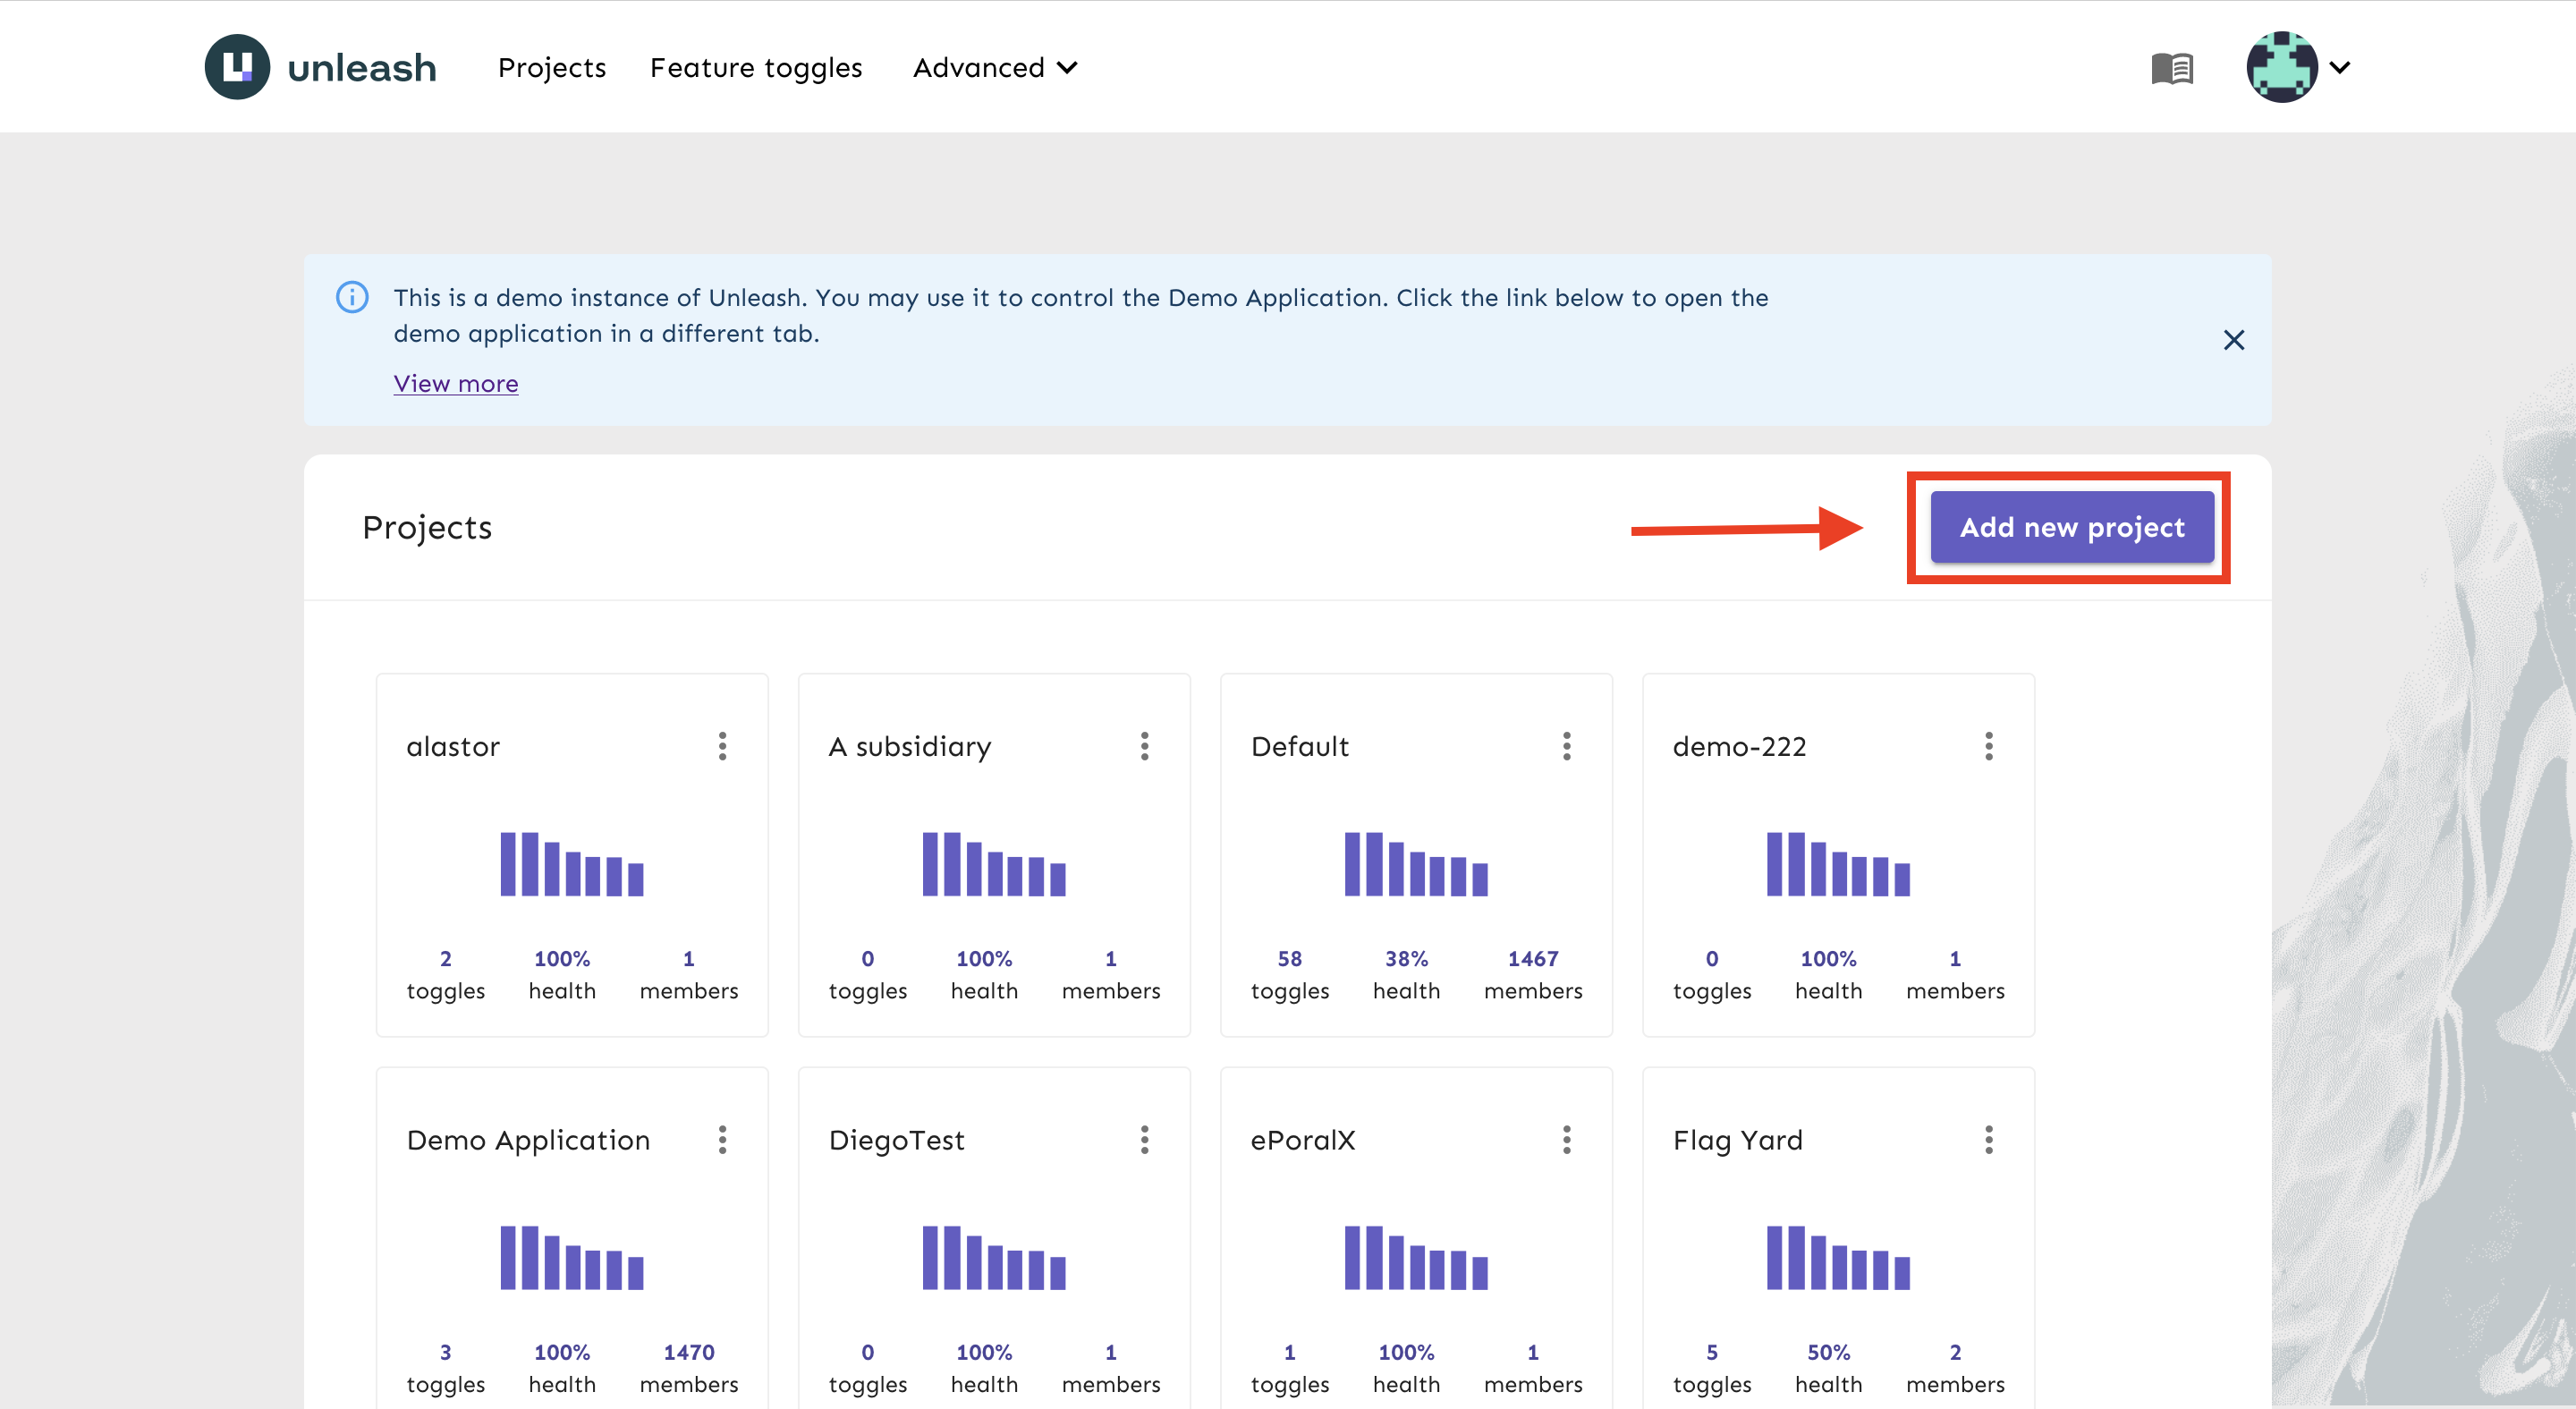 unleash Projects Feature toggles Advanced
This is a demo instance of Unleash. You may use it to control the Demo Application. Click the link below to open the
demo application in a different tab.
View more
Projects Add new project
alastor A subsidiary Default demo-222
2 100% 1 0 100% 1 58 38% 1467 0 100% 1
toggles health members toggles health members toggles health members toggles health members
Demo Application DiegoTest ePoralX Flag Yard
3 100% 1470 0 100% 1 1 100% 1 5 50% 2
toggles health members toggles health members toggles health members toggles health members